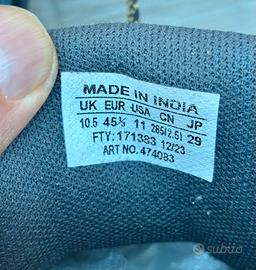 MADE IN INDIA
UK EUR USA CN JP
10.5 45⅓ 11 285(2.5) 29
FTY:171383 12/23
ART NO. 474083
subito